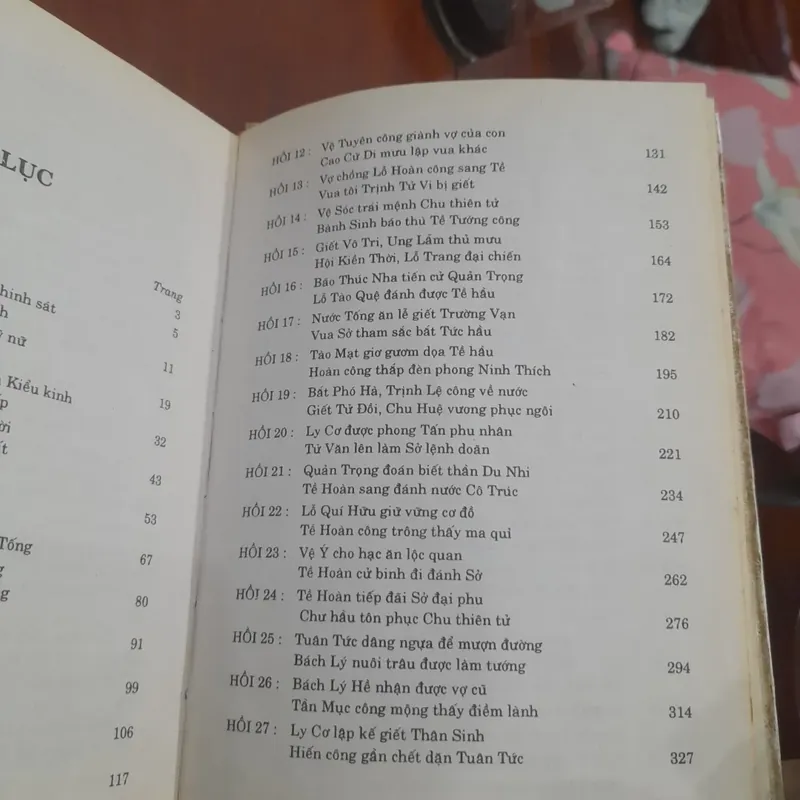 LỤC
Trang
hinh sát 3
h 5
nữ
11
Kiểu kinh
19
ời
32
t
43
53
Tống 67
g
ng 80
91
99
106
117
HỒI 12 : Vệ Tuyên công giành vợ của con
Cao Cừ Di mưu lập vua khác 131
HỒI 13 : Vợ chồng Lỗ Hoàn công sang Tề
Vua tôi Trịnh Tử Vi bị giết 142
HỒI 14 : Vệ Sóc trái mệnh Chu thiên tử
Bành Sinh báo thù Tề Tướng công 153
HỒI 15 : Giết Vô Tri, Ung Lẫm thủ mưu
Hội Kiền Thời, Lỗ Trang đại chiến 164
HỒI 16 : Bão Thúc Nha tiến cử Quản Trọng
Lỗ Tào Quệ đánh được Tề hầu 172
HỒI 17 : Nước Tống ăn lễ giết Trường Vạn
Vua Sở tham sắc bắt Tức hầu 182
HỒI 18 : Tào Mạt giơ gươm dọa Tề hầu
Hoàn công thắp đèn phong Ninh Thích 195
HỒI 19 : Bắt Phó Hà, Trịnh Lệ công về nước
Giết Tử Đồi, Chu Huệ vương phục ngôi 210
HỒI 20 : Ly Cơ được phong Tấn phu nhân
Tử Văn lên làm Sở lệnh doãn 221
HỒI 21 : Quản Trọng đoán biết thần Du Nhi
Tề Hoàn sang đánh nước Cô Trúc 234
HỒI 22 : Lỗ Quí Hữu giữ vững cơ đồ
Tề Hoàn công trông thấy ma quỉ 247
HỒI 23 : Vệ Ý cho hạc ăn lộc quan
Tề Hoàn cử binh đi đánh Sở 262
HỒI 24 : Tề Hoàn tiếp đãi Sở đại phu
Chư hầu tôn phục Chu thiên tử 276
HỒI 25 : Tuân Tức dâng ngựa để mượn đường
Bách Lý nuôi trâu được làm tướng 294
HỒI 26 : Bách Lý Hề nhận được vợ cũ
Tần Mục công mộng thấy điềm lành 314
HỒI 27 : Ly Cơ lập kế giết Thân Sinh
Hiến công gần chết dặn Tuân Tức 327